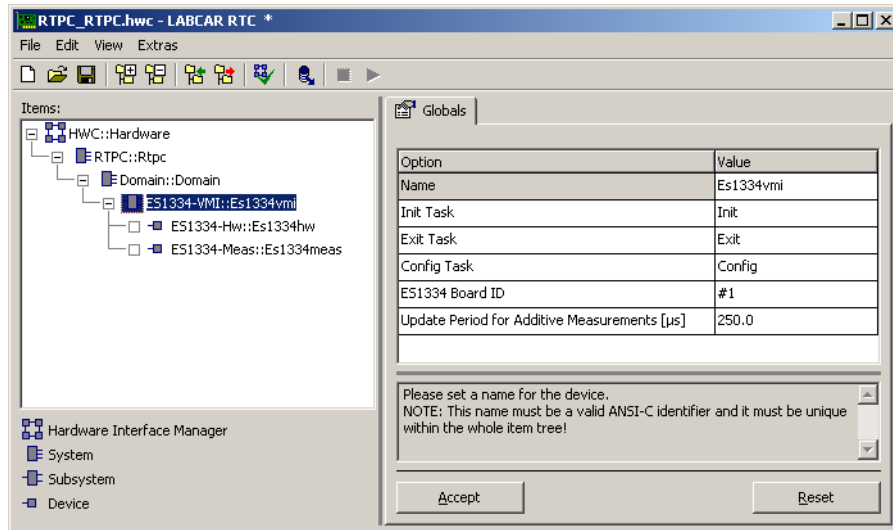 RTPC_RTPC.hwc - LABCAR RTC *
File Edit View Extras
Items:
HWC::Hardware
RTPC::Rtpc
Domain::Domain
ES1334-VMI::Es1334vmi
ES1334-Hw::Es1334hw
ES1334-Meas::Es1334meas
Hardware Interface Manager
System
Subsystem
Device
Globals
Option Value
Name Es1334vmi
Init Task Init
Exit Task Exit
Config Task Config
ES1334 Board ID #1
Update Period for Additive Measurements [µs] 250.0
Please set a name for the device.
NOTE: This name must be a valid ANSI-C identifier and it must be unique
within the whole item tree!
Accept Reset